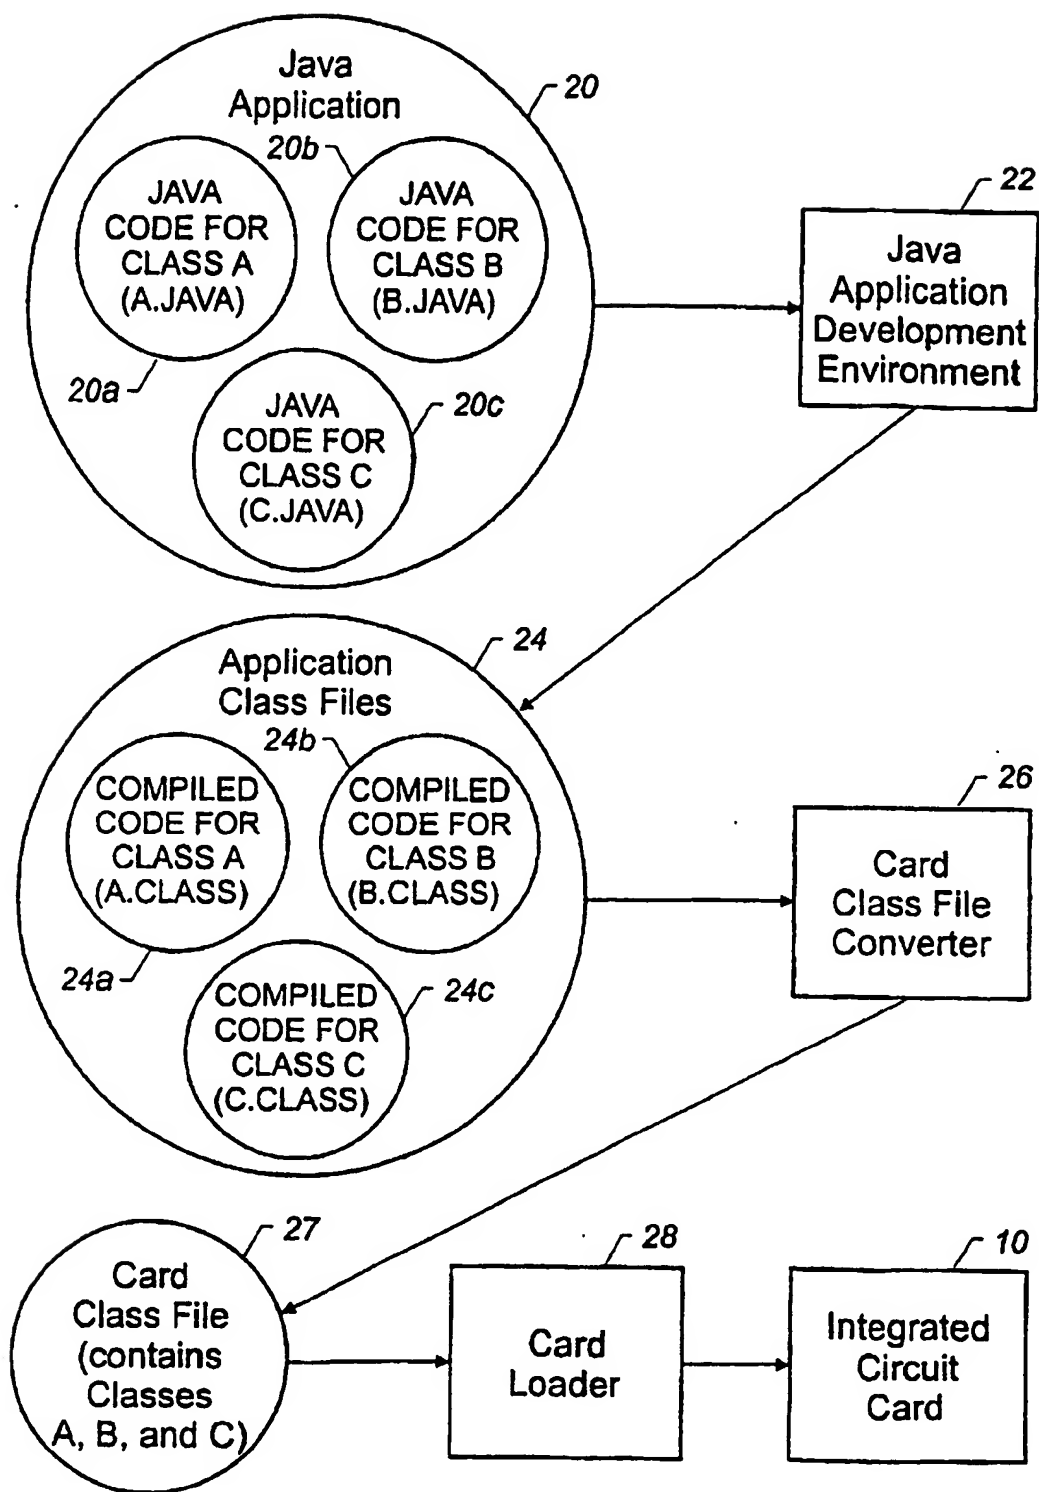 Java
Application
20
20b
JAVA
CODE FOR
CLASS A
(A.JAVA)
JAVA
CODE FOR
CLASS B
(B.JAVA)
20a
JAVA
CODE FOR
CLASS C
(C.JAVA)
20c
22
Java
Application
Development
Environment
Application
Class Files
24
24b
COMPILED
CODE FOR
CLASS A
(A.CLASS)
COMPILED
CODE FOR
CLASS B
(B.CLASS)
24a
COMPILED
CODE FOR
CLASS C
(C.CLASS)
24c
26
Card
Class File
Converter
27
Card
Class File
(contains
Classes
A, B, and C)
28
Card
Loader
10
Integrated
Circuit
Card